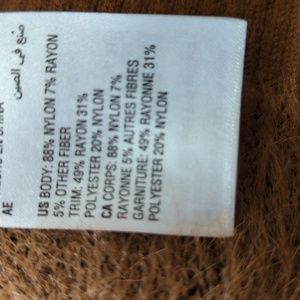 صنع في الصين
AE
US BODY: 88% NYLON 7% RAYON
5% OTHER FIBER
TRIM: 49% RAYON 31%
POLYESTER 20% NYLON
CA CORPS: 88% NYLON 7%
RAYONNE 5% AUTRES FIBRES
GARNITURE: 49% RAYONNE 31%
POLYESTER 20% NYLON